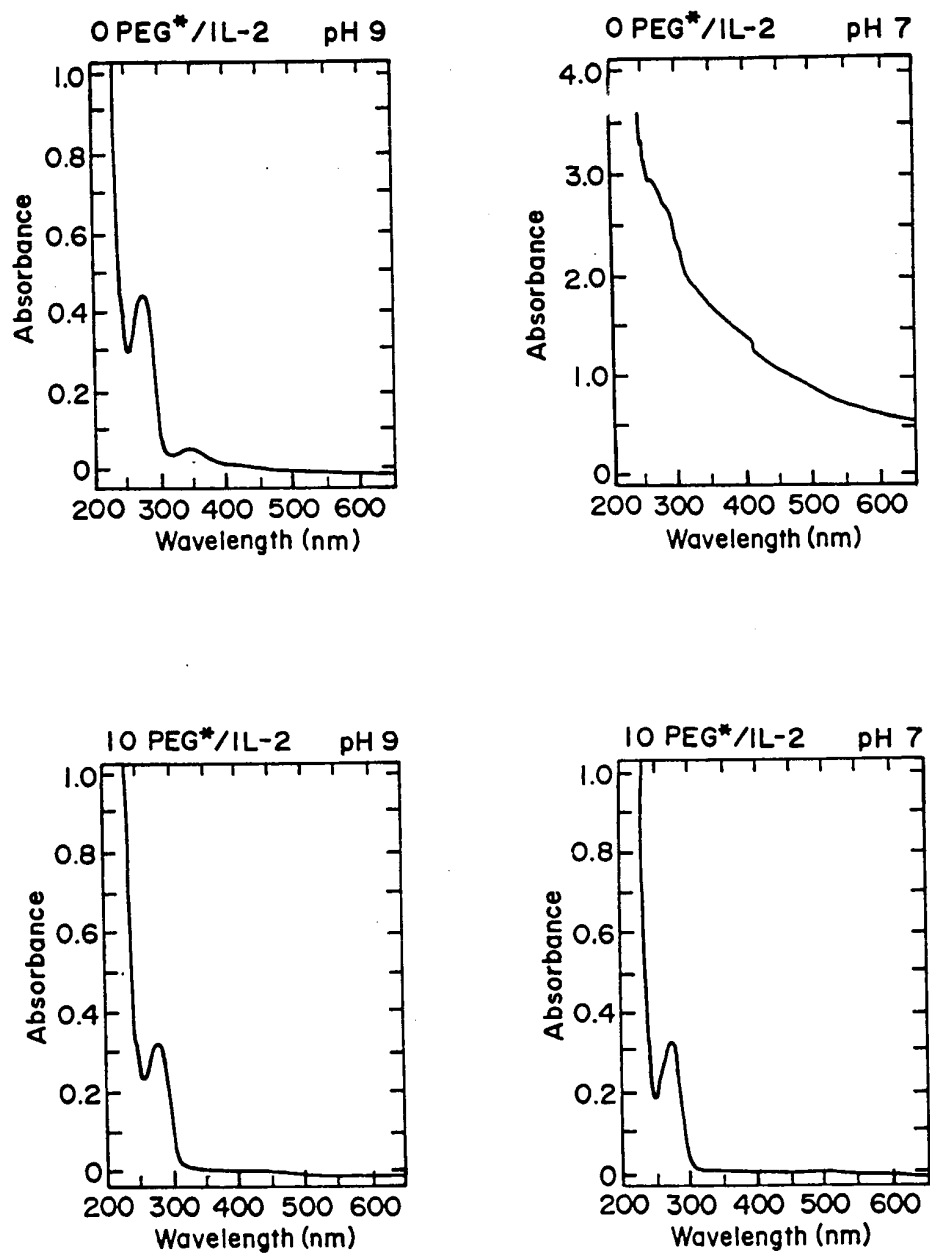 0 PEG*/IL-2 pH 9
1.0
0.8
0.6
0.4
0.2
0
Absorbance
200 300 400 500 600
Wavelength (nm)
0 PEG*/IL-2 pH 7
4.0
3.0
2.0
1.0
0
Absorbance
200 300 400 500 600
Wavelength (nm)
10 PEG*/IL-2 pH 9
1.0
0.8
0.6
0.4
0.2
0
Absorbance
200 300 400 500 600
Wavelength (nm)
10 PEG*/IL-2 pH 7
1.0
0.8
0.6
0.4
0.2
0
Absorbance
200 300 400 500 600
Wavelength (nm)